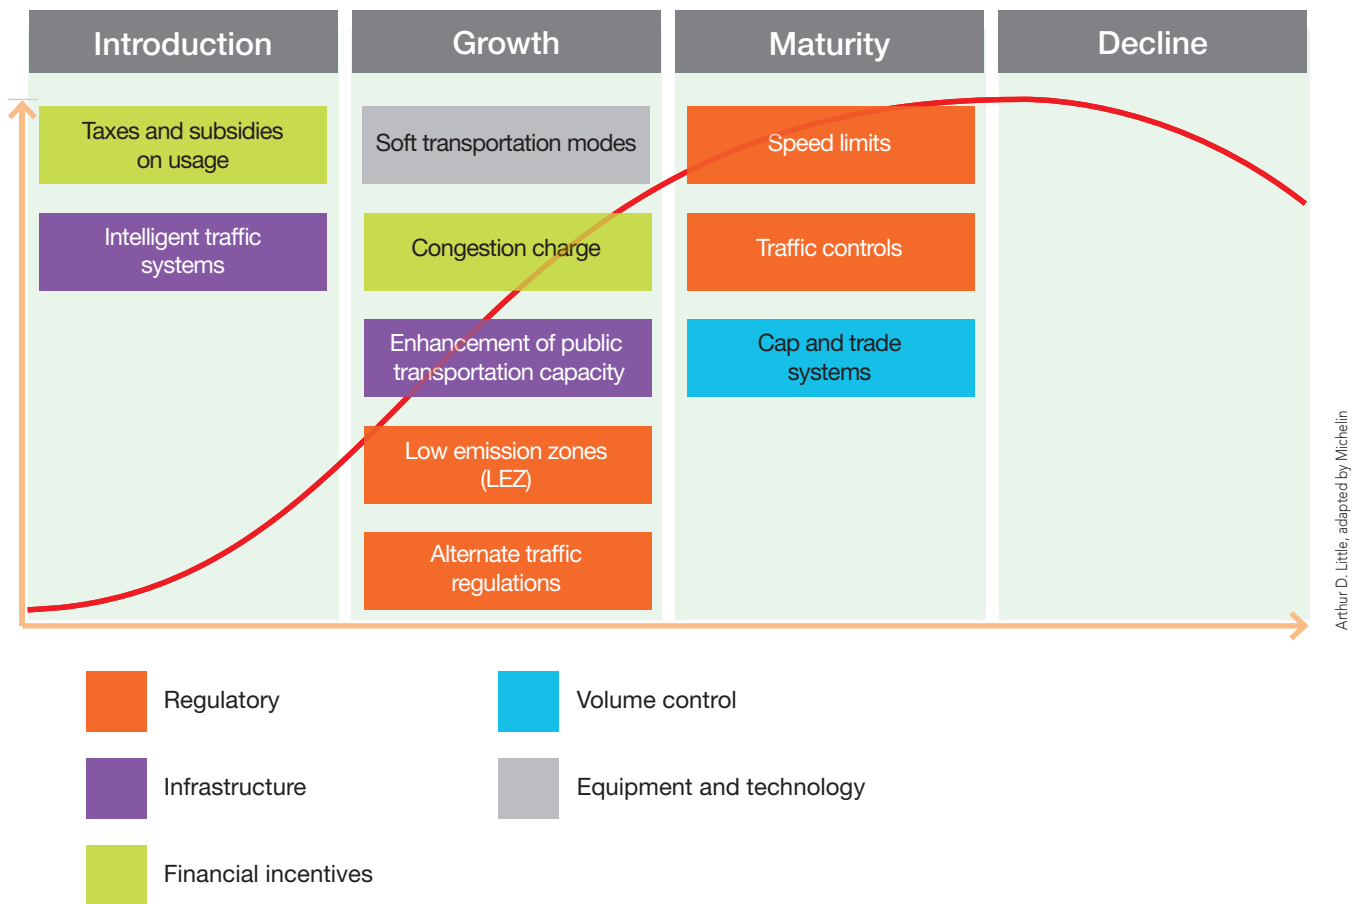 Introduction
Growth
Maturity
Decline
Taxes and subsidies
on usage
Intelligent traffic
systems
Soft transportation modes
Congestion charge
Enhancement of public
transportation capacity
Low emission zones
(LEZ)
Alternate traffic
regulations
Speed limits
Traffic controls
Cap and trade
systems
Arthur D. Little, adapted by Michelin
Regulatory
Infrastructure
Financial incentives
Volume control
Equipment and technology